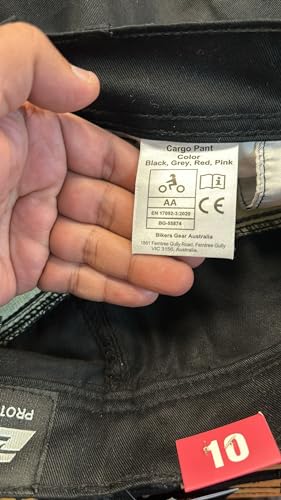 Cargo Pant
Color
Black, Grey, Red, Pink
AA
EN 17092-3:2020
BG-55874
CE
Bikers Gear Australia
1881 Ferntree Gully Road, Ferntree Gully
VIC 3156, Australia.
PROT
10